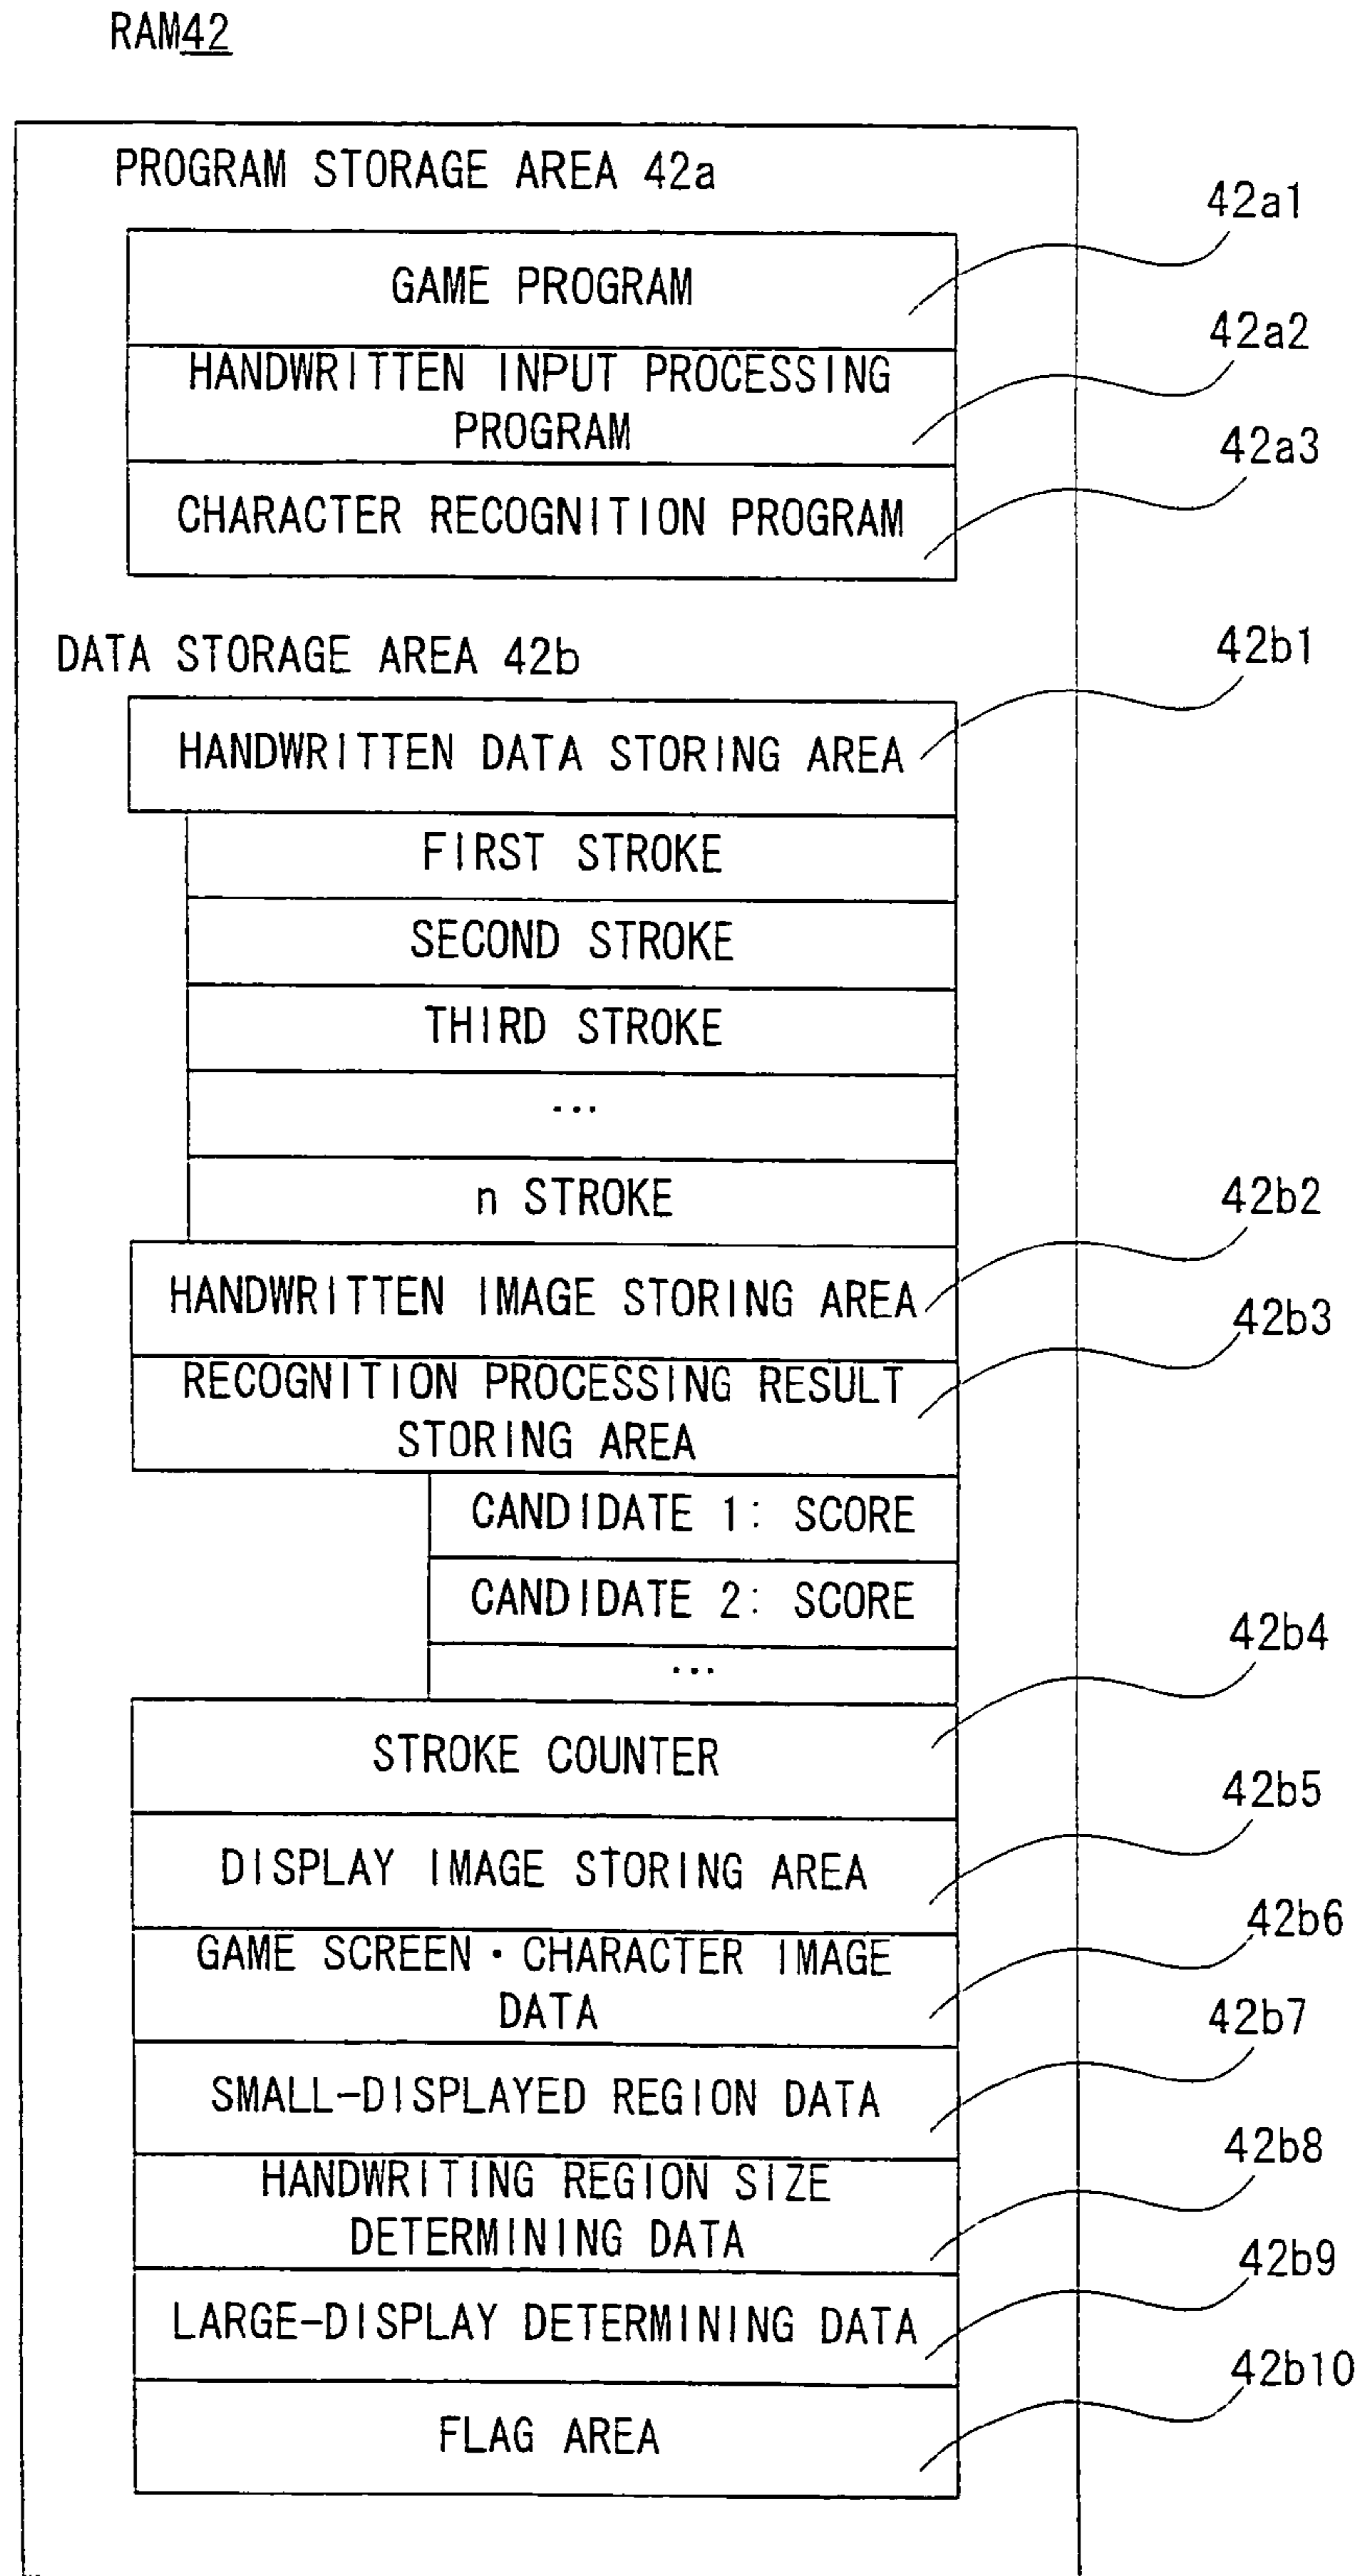 RAM42
PROGRAM STORAGE AREA 42a
42a1
GAME PROGRAM
42a2
HANDWRITTEN INPUT PROCESSING
PROGRAM
42a3
CHARACTER RECOGNITION PROGRAM
DATA STORAGE AREA 42b
42b1
HANDWRITTEN DATA STORING AREA
FIRST STROKE
SECOND STROKE
THIRD STROKE
...
n STROKE
42b2
HANDWRITTEN IMAGE STORING AREA
42b3
RECOGNITION PROCESSING RESULT
STORING AREA
CANDIDATE 1: SCORE
CANDIDATE 2: SCORE
...
42b4
STROKE COUNTER
42b5
DISPLAY IMAGE STORING AREA
42b6
GAME SCREEN・CHARACTER IMAGE
DATA
42b7
SMALL-DISPLAYED REGION DATA
42b8
HANDWRITING REGION SIZE
DETERMINING DATA
42b9
LARGE-DISPLAY DETERMINING DATA
42b10
FLAG AREA